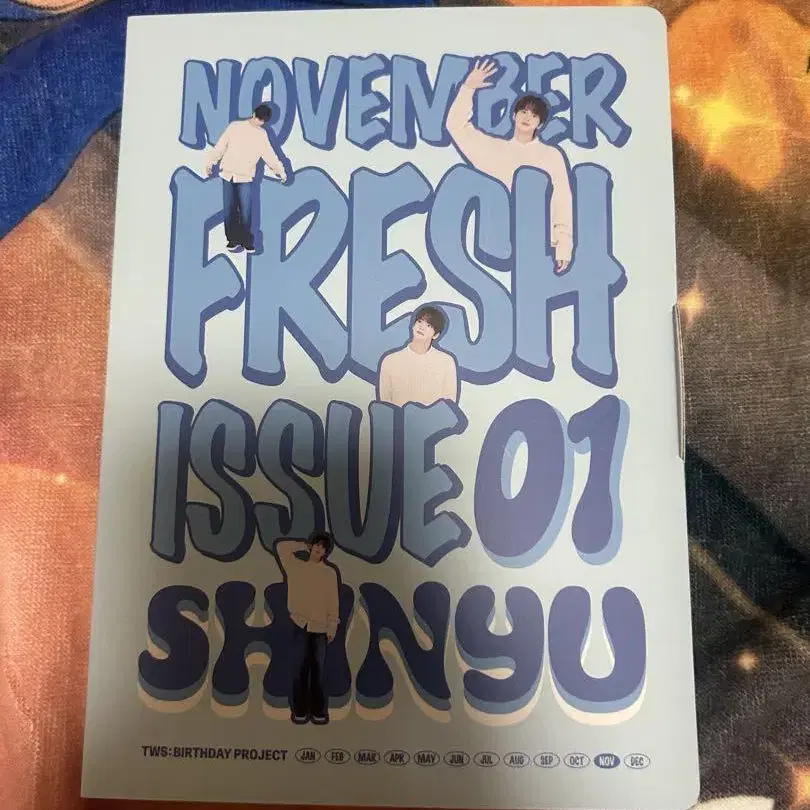 NOVEMBER
FRESH
ISSUE 01
SHINYU
TWS:BIRTHDAY PROJECT JAN FEB MAR APR MAY JUN JUL AUG SEP OCT NOV DEC